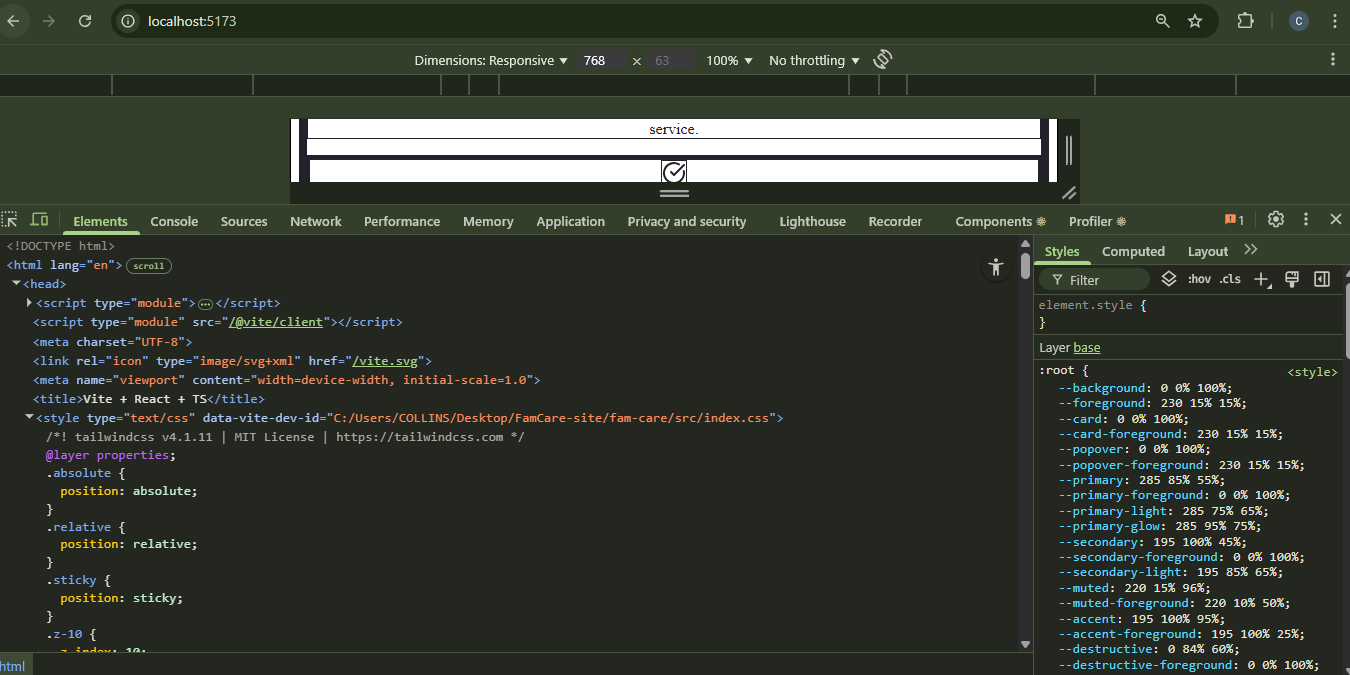 localhost:5173
C
Dimensions: Responsive 768 × 63 100% No throttling
service.
Elements Console Sources Network Performance Memory Application Privacy and security Lighthouse Recorder Components Profiler 1
<!DOCTYPE html>
<html lang="en"> scroll
<head>
<script type="module"> … </script>
<script type="module" src="/@vite/client"></script>
<meta charset="UTF-8">
<link rel="icon" type="image/svg+xml" href="/vite.svg">
<meta name="viewport" content="width=device-width, initial-scale=1.0">
<title>Vite + React + TS</title>
<style type="text/css" data-vite-dev-id="C:/Users/COLLINS/Desktop/FamCare-site/fam-care/src/index.css">
/*! tailwindcss v4.1.11 | MIT License | https://tailwindcss.com */
@layer properties;
.absolute {
position: absolute;
}
.relative {
position: relative;
}
.sticky {
position: sticky;
}
.z-10 {
z-index: 10;
html
Styles Computed Layout
Filter :hov .cls
element.style {
}
Layer base
:root { <style>
--background: 0 0% 100%;
--foreground: 230 15% 15%;
--card: 0 0% 100%;
--card-foreground: 230 15% 15%;
--popover: 0 0% 100%;
--popover-foreground: 230 15% 15%;
--primary: 285 85% 55%;
--primary-foreground: 0 0% 100%;
--primary-light: 285 75% 65%;
--primary-glow: 285 95% 75%;
--secondary: 195 100% 45%;
--secondary-foreground: 0 0% 100%;
--secondary-light: 195 85% 65%;
--muted: 220 15% 96%;
--muted-foreground: 220 10% 50%;
--accent: 195 100% 95%;
--accent-foreground: 195 100% 25%;
--destructive: 0 84% 60%;
--destructive-foreground: 0 0% 100%;